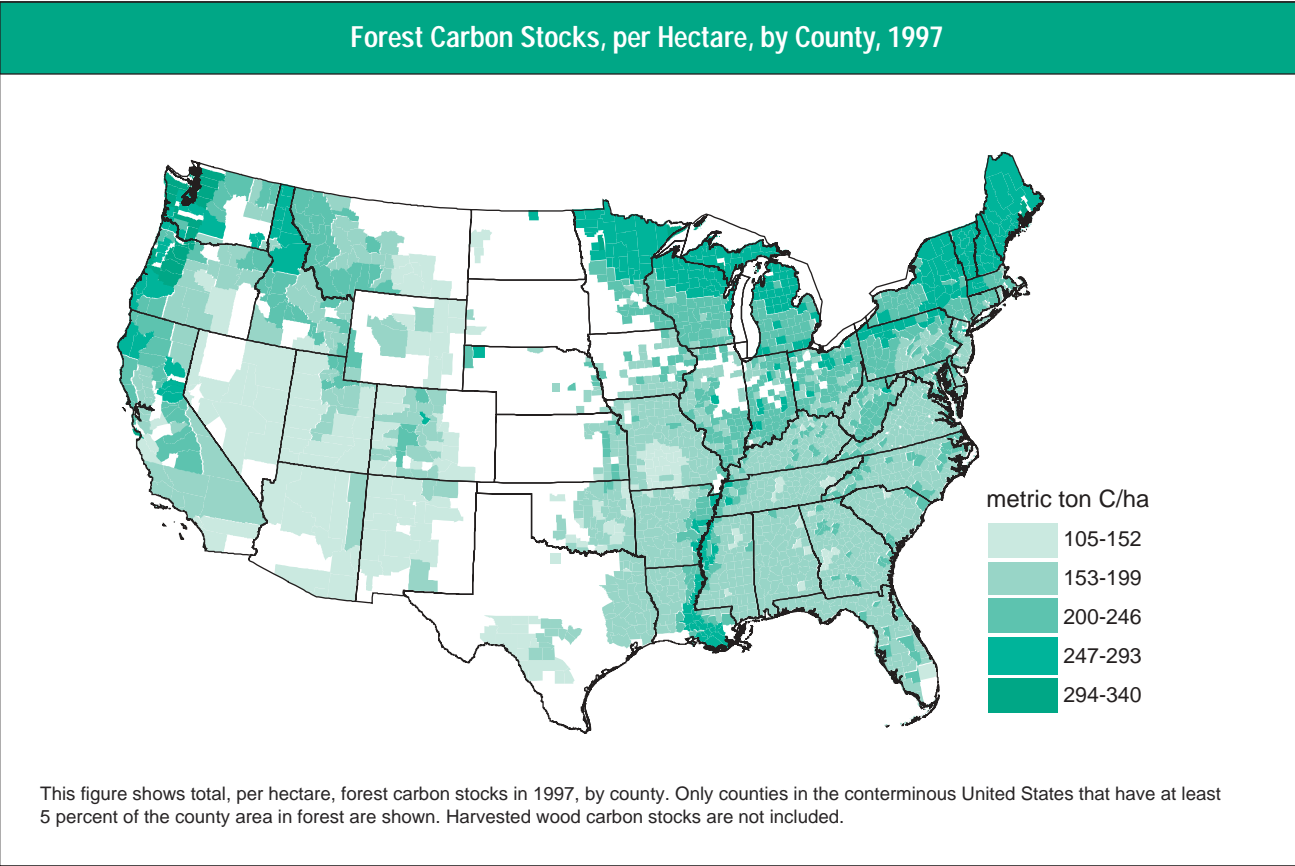 Forest Carbon Stocks, per Hectare, by County, 1997
metric ton C/ha
105-152
153-199
200-246
247-293
294-340
This figure shows total, per hectare, forest carbon stocks in 1997, by county. Only counties in the conterminous United States that have at least
5 percent of the county area in forest are shown. Harvested wood carbon stocks are not included.